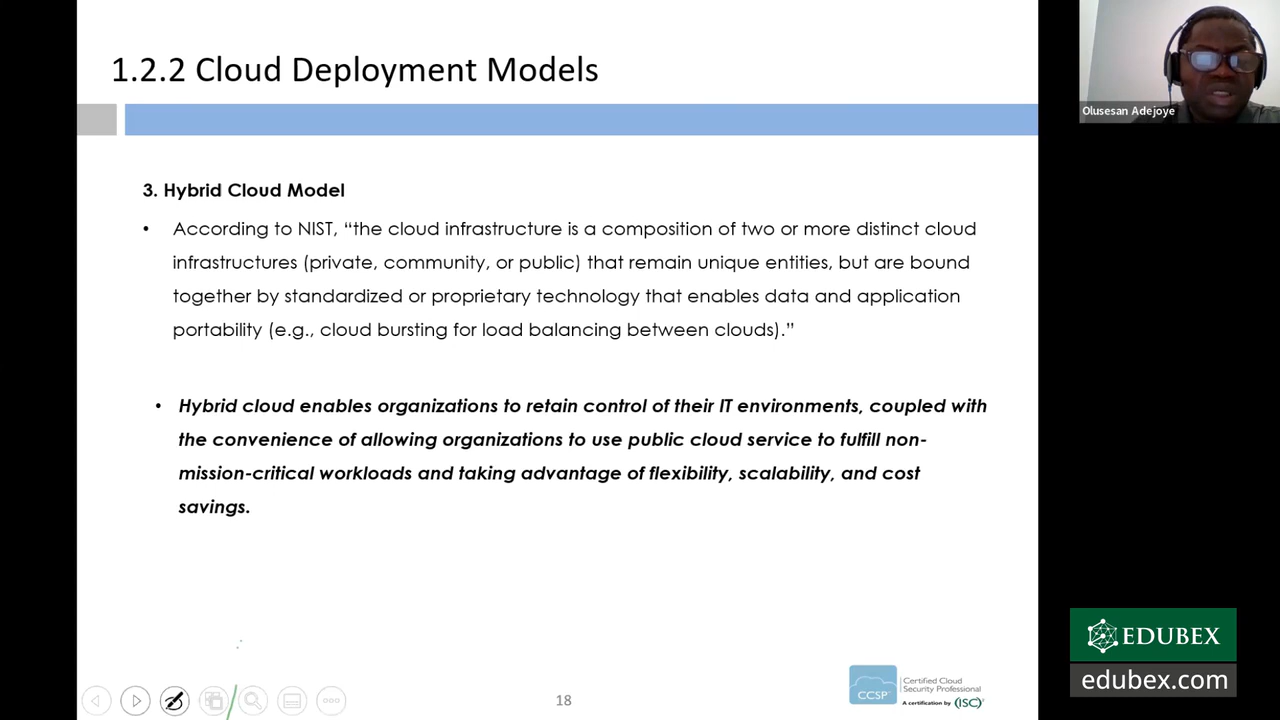 1.2.2 Cloud Deployment Models
Olusesan Adejoye
3. Hybrid Cloud Model
• According to NIST, “the cloud infrastructure is a composition of two or more distinct cloud
infrastructures (private, community, or public) that remain unique entities, but are bound
together by standardized or proprietary technology that enables data and application
portability (e.g., cloud bursting for load balancing between clouds).”
• Hybrid cloud enables organizations to retain control of their IT environments, coupled with
the convenience of allowing organizations to use public cloud service to fulfill non-
mission-critical workloads and taking advantage of flexibility, scalability, and cost
savings.
18
CCSP
Certified Cloud
Security Professional
A certification by (ISC)²
EDUBEX
edubex.com